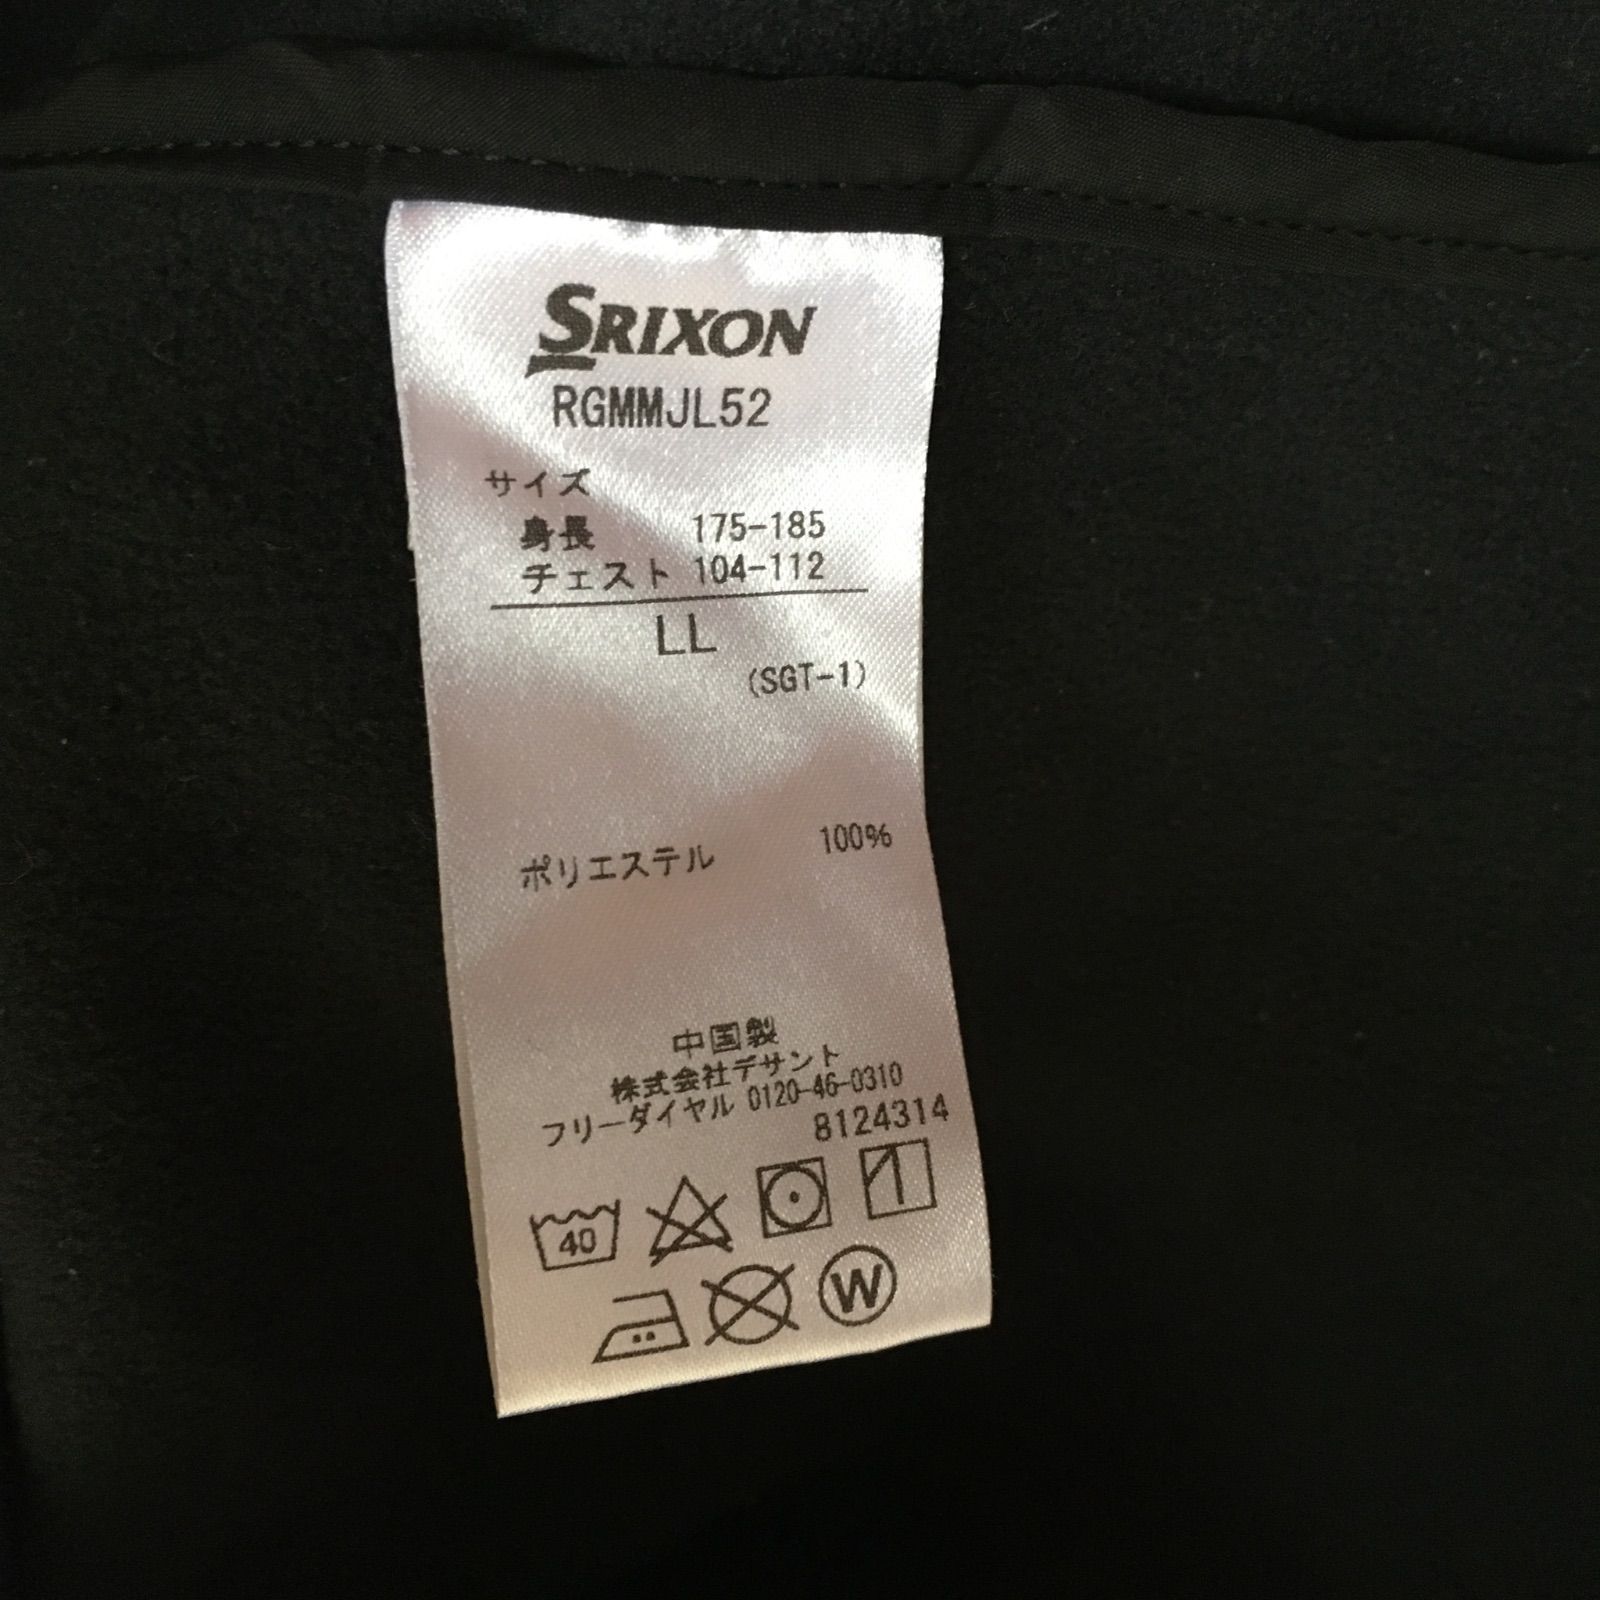 SRIXON
RGMMJL52
サイズ
身長 175-185
チェスト 104-112
LL
(SGT-1)
ポリエステル 100%
中国製
株式会社デサント
フリーダイヤル 0120-46-0310
8124314
40
W